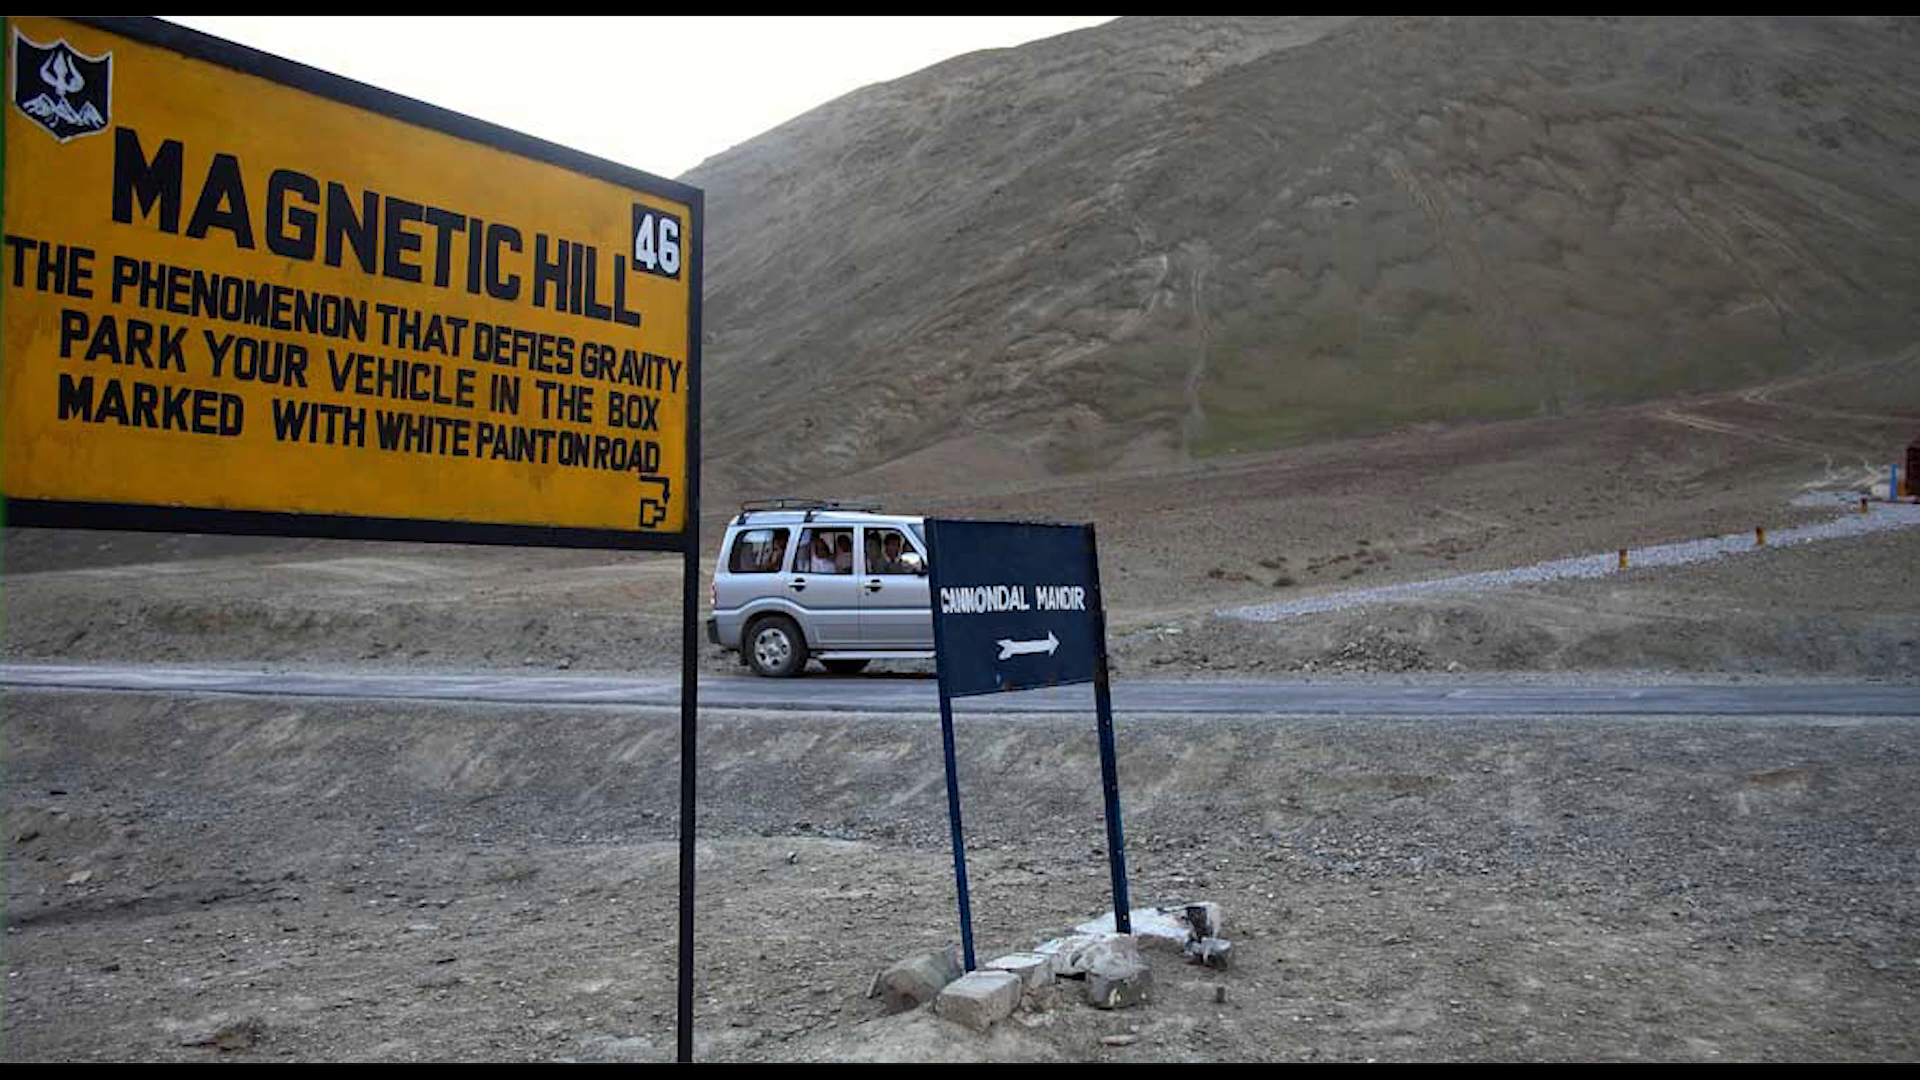 MAGNETIC HILL
46
THE PHENOMENON THAT DEFIES GRAVITY
PARK YOUR VEHICLE IN THE BOX
MARKED WITH WHITE PAINT ON ROAD
CANNONDAL MANDIR